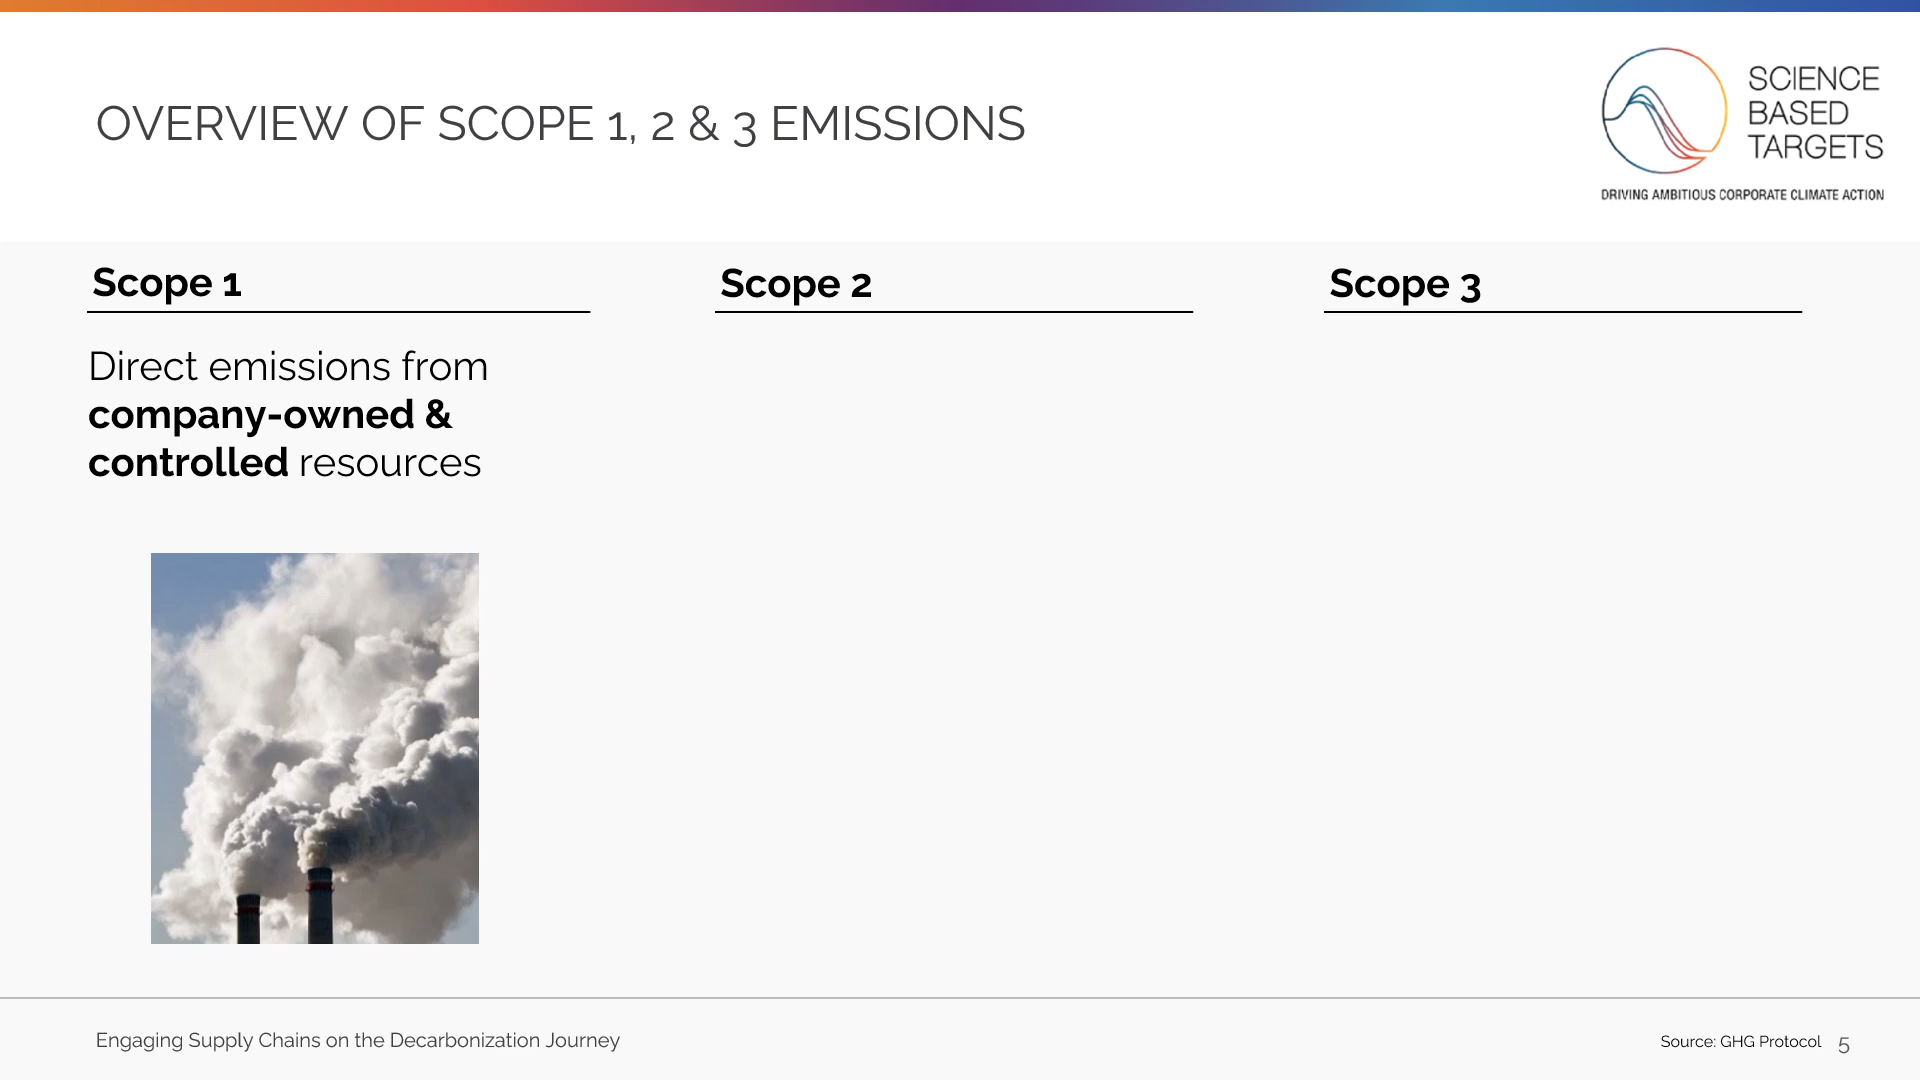 OVERVIEW OF SCOPE 1, 2 & 3 EMISSIONS
SCIENCE
BASED
TARGETS
DRIVING AMBITIOUS CORPORATE CLIMATE ACTION
Scope 1
Direct emissions from
company-owned &
controlled resources
Scope 2
Scope 3
Engaging Supply Chains on the Decarbonization Journey
Source: GHG Protocol
5